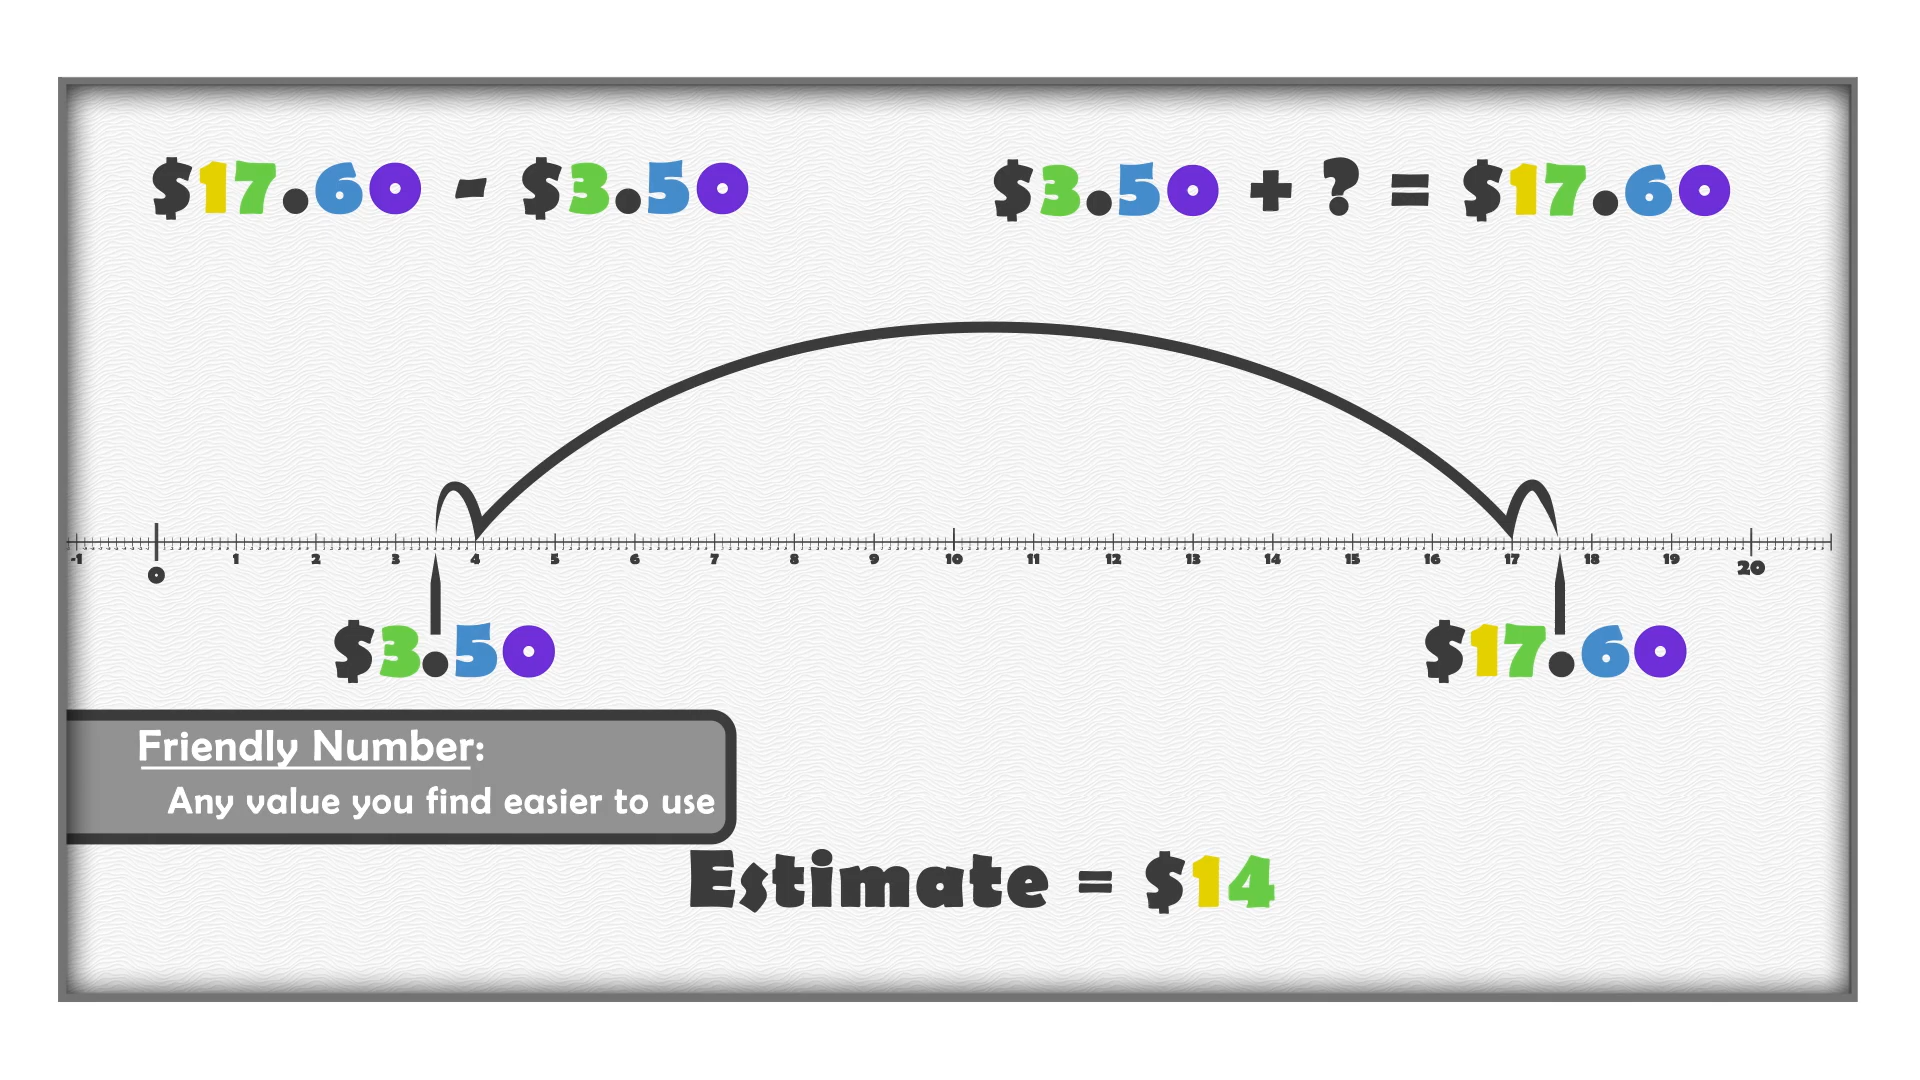 $17.60 - $3.50
$3.50 + ? = $17.60
-1 0 1 2 3 4 5 6 7 8 9 10 11 12 13 14 15 16 17 18 19 20
$3.50
$17.60
Friendly Number:
Any value you find easier to use
Estimate = $14